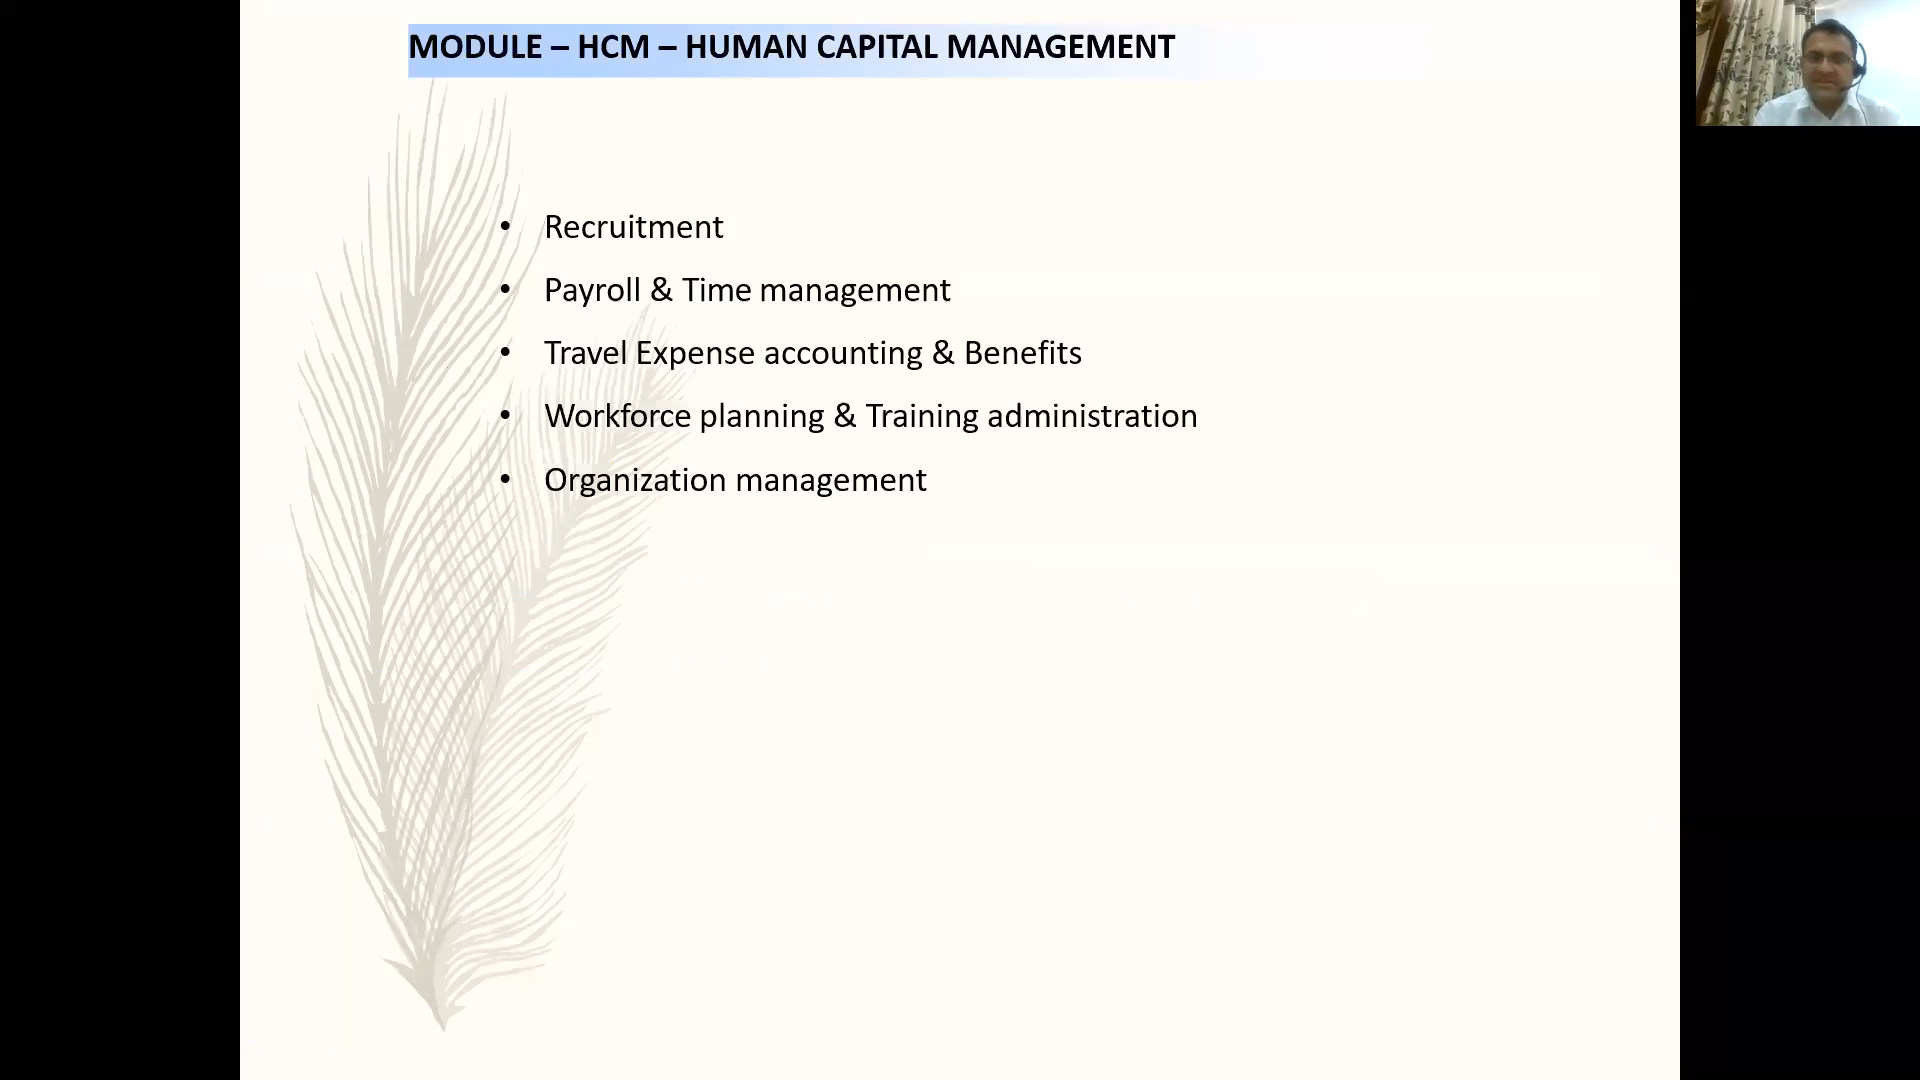 MODULE – HCM – HUMAN CAPITAL MANAGEMENT
• Recruitment
• Payroll & Time management
• Travel Expense accounting & Benefits
• Workforce planning & Training administration
• Organization management